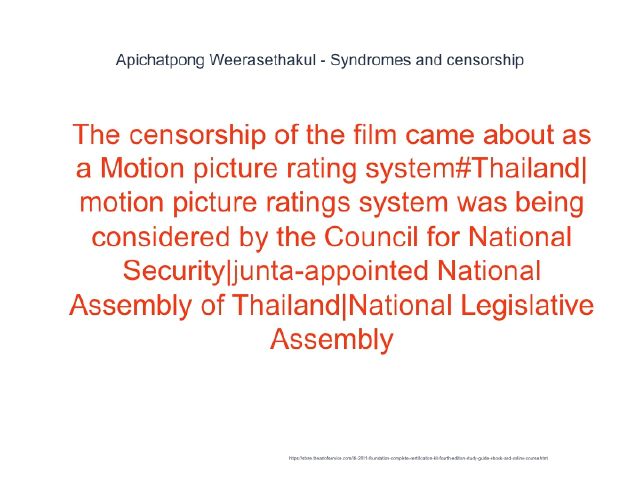 Apichatpong Weerasethakul - Syndromes and censorship
The censorship of the film came about as
a Motion picture rating system#Thailand|
motion picture ratings system was being
considered by the Council for National
Security|junta-appointed National
Assembly of Thailand|National Legislative
Assembly